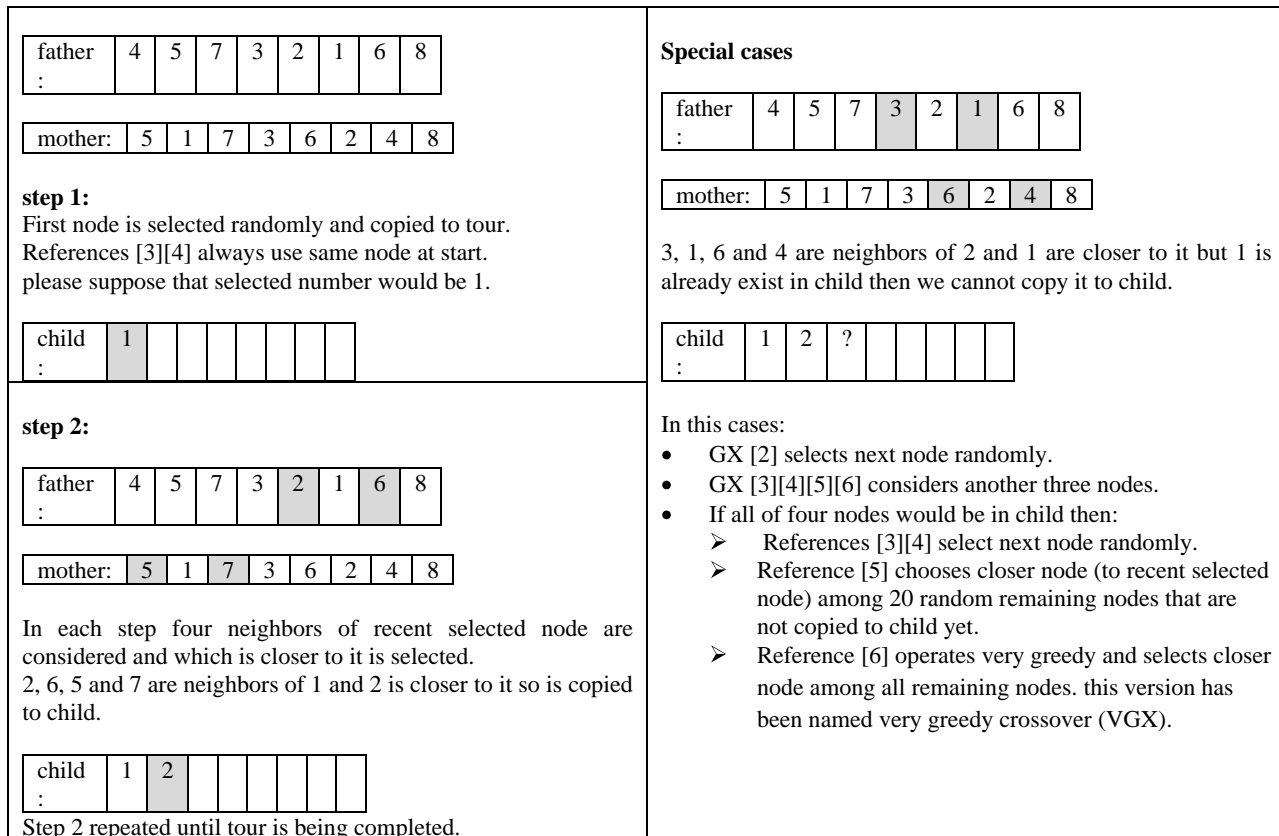 father 4 5 7 3 2 1 6 8
:
mother: 5 1 7 3 6 2 4 8
step 1:
First node is selected randomly and copied to tour.
References [3][4] always use same node at start.
please suppose that selected number would be 1.
child 1
:
step 2:
father 4 5 7 3 2 1 6 8
:
mother: 5 1 7 3 6 2 4 8
In each step four neighbors of recent selected node are
considered and which is closer to it is selected.
2, 6, 5 and 7 are neighbors of 1 and 2 is closer to it so is copied
to child.
child 1 2
:
Step 2 repeated until tour is being completed.
Special cases
father 4 5 7 3 2 1 6 8
:
mother: 5 1 7 3 6 2 4 8
3, 1, 6 and 4 are neighbors of 2 and 1 are closer to it but 1 is
already exist in child then we cannot copy it to child.
child 1 2 ?
:
In this cases:
• GX [2] selects next node randomly.
• GX [3][4][5][6] considers another three nodes.
• If all of four nodes would be in child then:
➢ References [3][4] select next node randomly.
➢ Reference [5] chooses closer node (to recent selected
node) among 20 random remaining nodes that are
not copied to child yet.
➢ Reference [6] operates very greedy and selects closer
node among all remaining nodes. this version has
been named very greedy crossover (VGX).